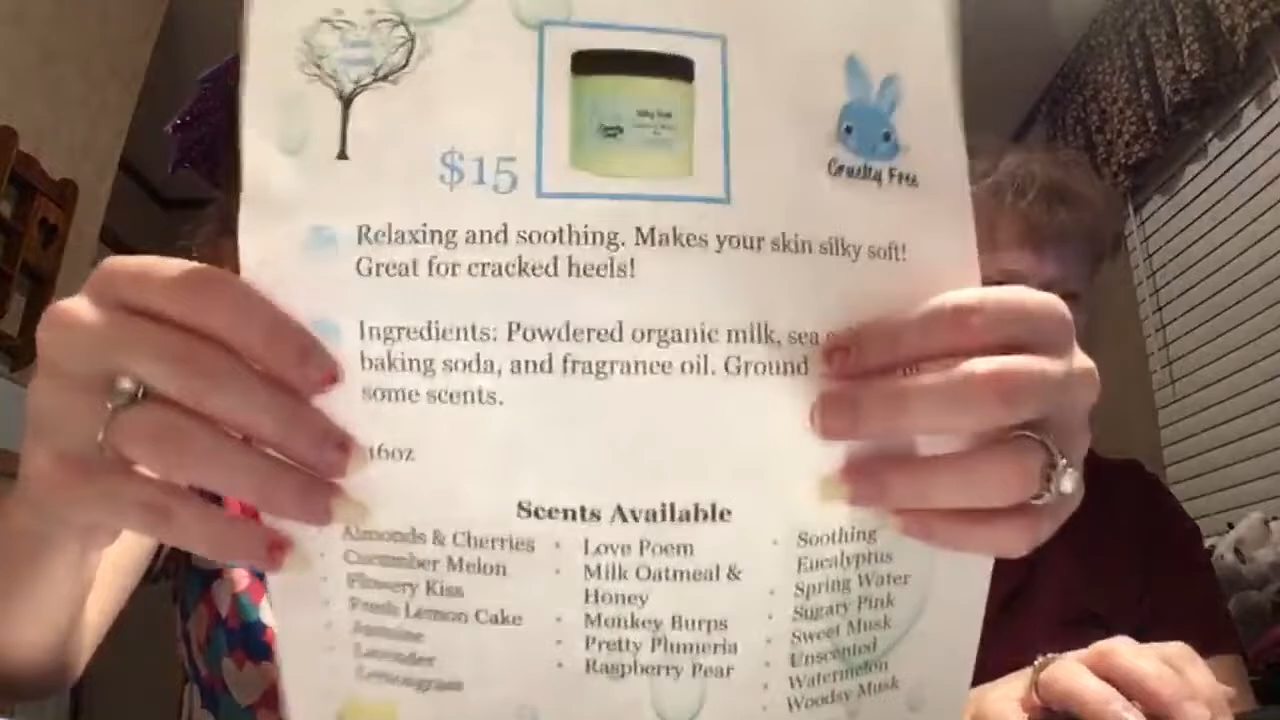 $15
Cruelty Free
Relaxing and soothing. Makes your skin silky soft!
Great for cracked heels!
Ingredients: Powdered organic milk, sea
baking soda, and fragrance oil. Ground
some scents.
16oz
Scents Available
Almonds & Cherries
Cucumber Melon
Flowery Kiss
Fresh Lemon Cake
Jasmine
Lavender
Lemongrass
Love Poem
Milk Oatmeal &
Honey
Monkey Burps
Pretty Plumeria
Raspberry Pear
Soothing
Eucalyptus
Spring Water
Sugary Pink
Sweet Musk
Unscented
Watermelon
Woodsy Musk